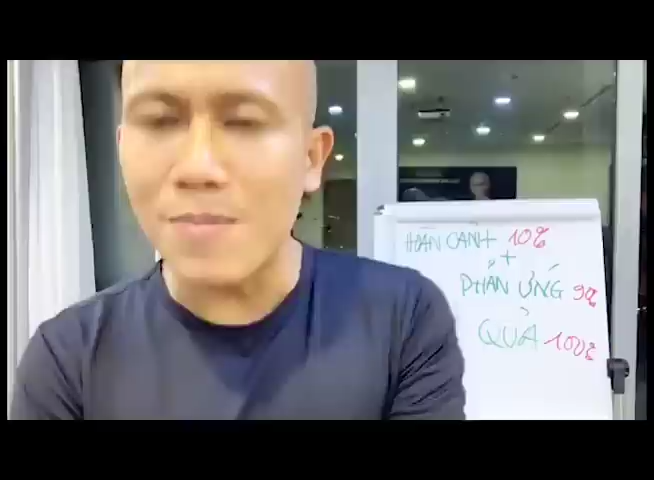 HOÀN CẢNH 10%
+
PHẢN ỨNG 90%
QUẢ 100%